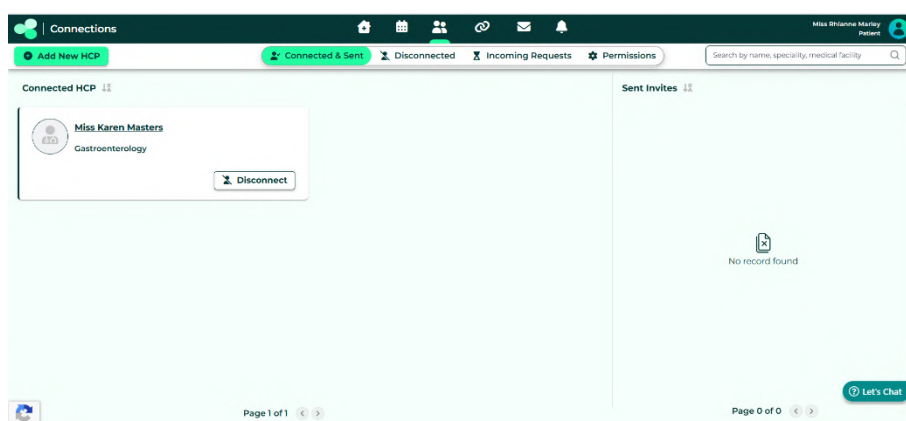 Connections
Miss Rhianne Marley
Patient
Add New HCP
Connected & Sent
Disconnected
Incoming Requests
Permissions
Search by name, speciality, medical facility
Connected HCP
Sent Invites
Miss Karen Masters
Gastroenterology
Disconnect
No record found
Let's Chat
Page 1 of 1
Page 0 of 0